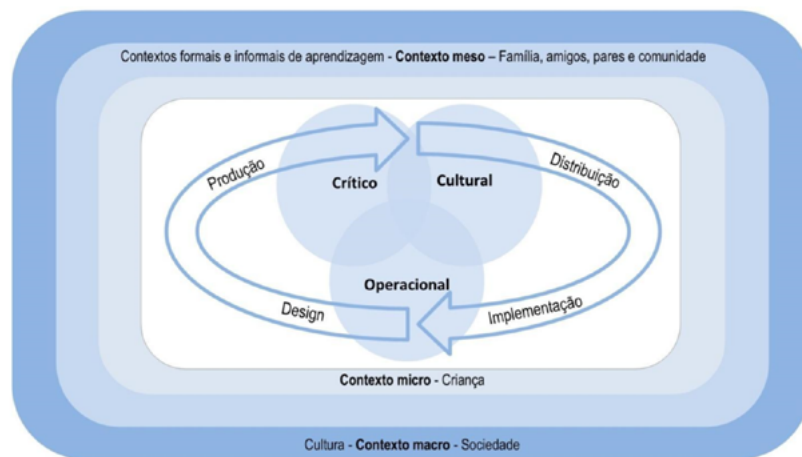 Contextos formais e informais de aprendizagem - Contexto meso – Família, amigos, pares e comunidade
Produção
Distribuição
Crítico
Cultural
Operacional
Design
Implementação
Contexto micro - Criança
Cultura - Contexto macro - Sociedade